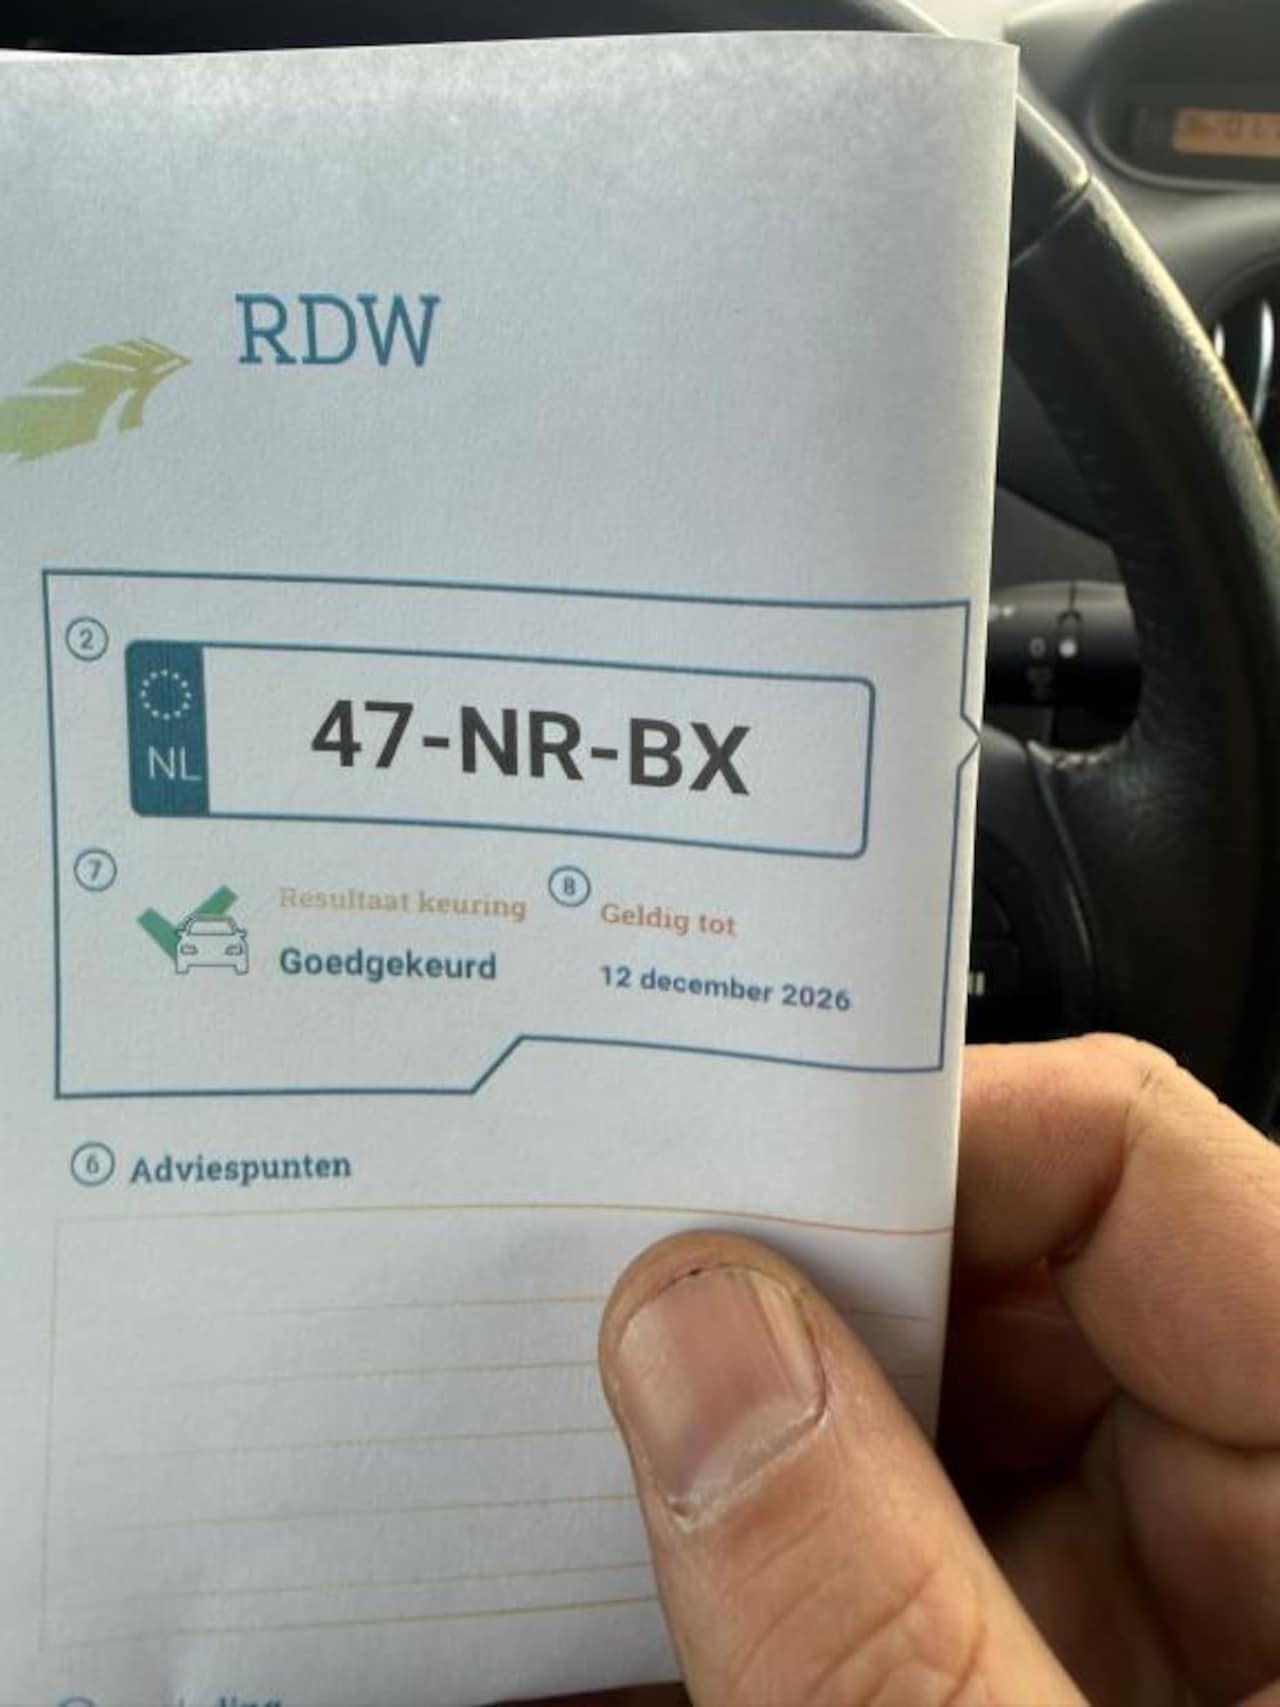 RDW
2
NL
47-NR-BX
7
Resultaat keuring
Goedgekeurd
8
Geldig tot
12 december 2026
6 Adviespunten